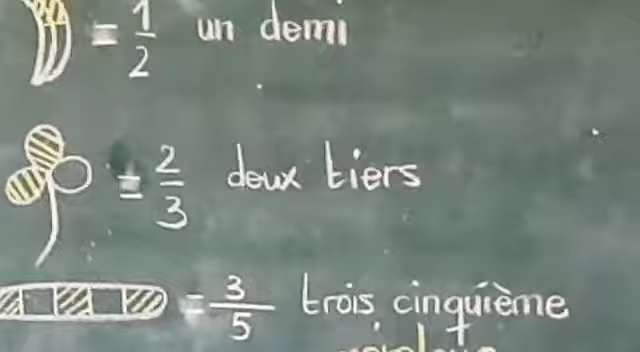 = 1/2 un demi
= 2/3 deux tiers
= 3/5 trois cinquième